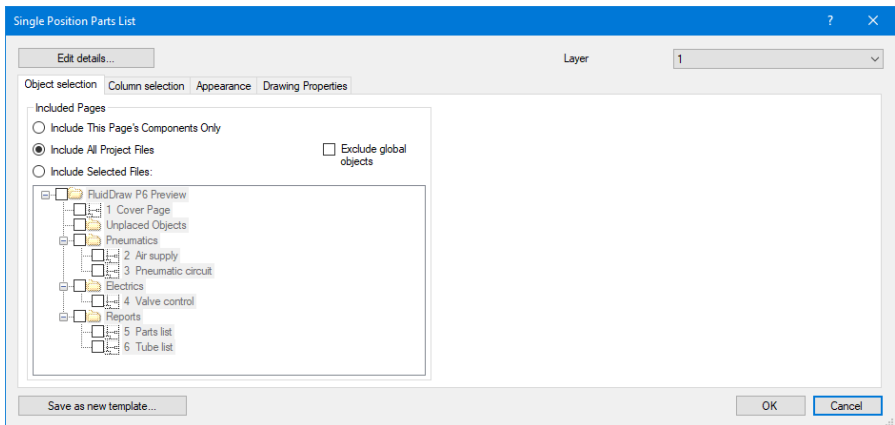 Single Position Parts List
Edit details...
Layer
1
Object selection
Column selection
Appearance
Drawing Properties
Included Pages
Include This Page's Components Only
Include All Project Files
Exclude global
objects
Include Selected Files:
FluidDraw P6 Preview
1 Cover Page
Unplaced Objects
Pneumatics
2 Air supply
3 Pneumatic circuit
Electrics
4 Valve control
Reports
5 Parts list
6 Tube list
Save as new template...
OK
Cancel